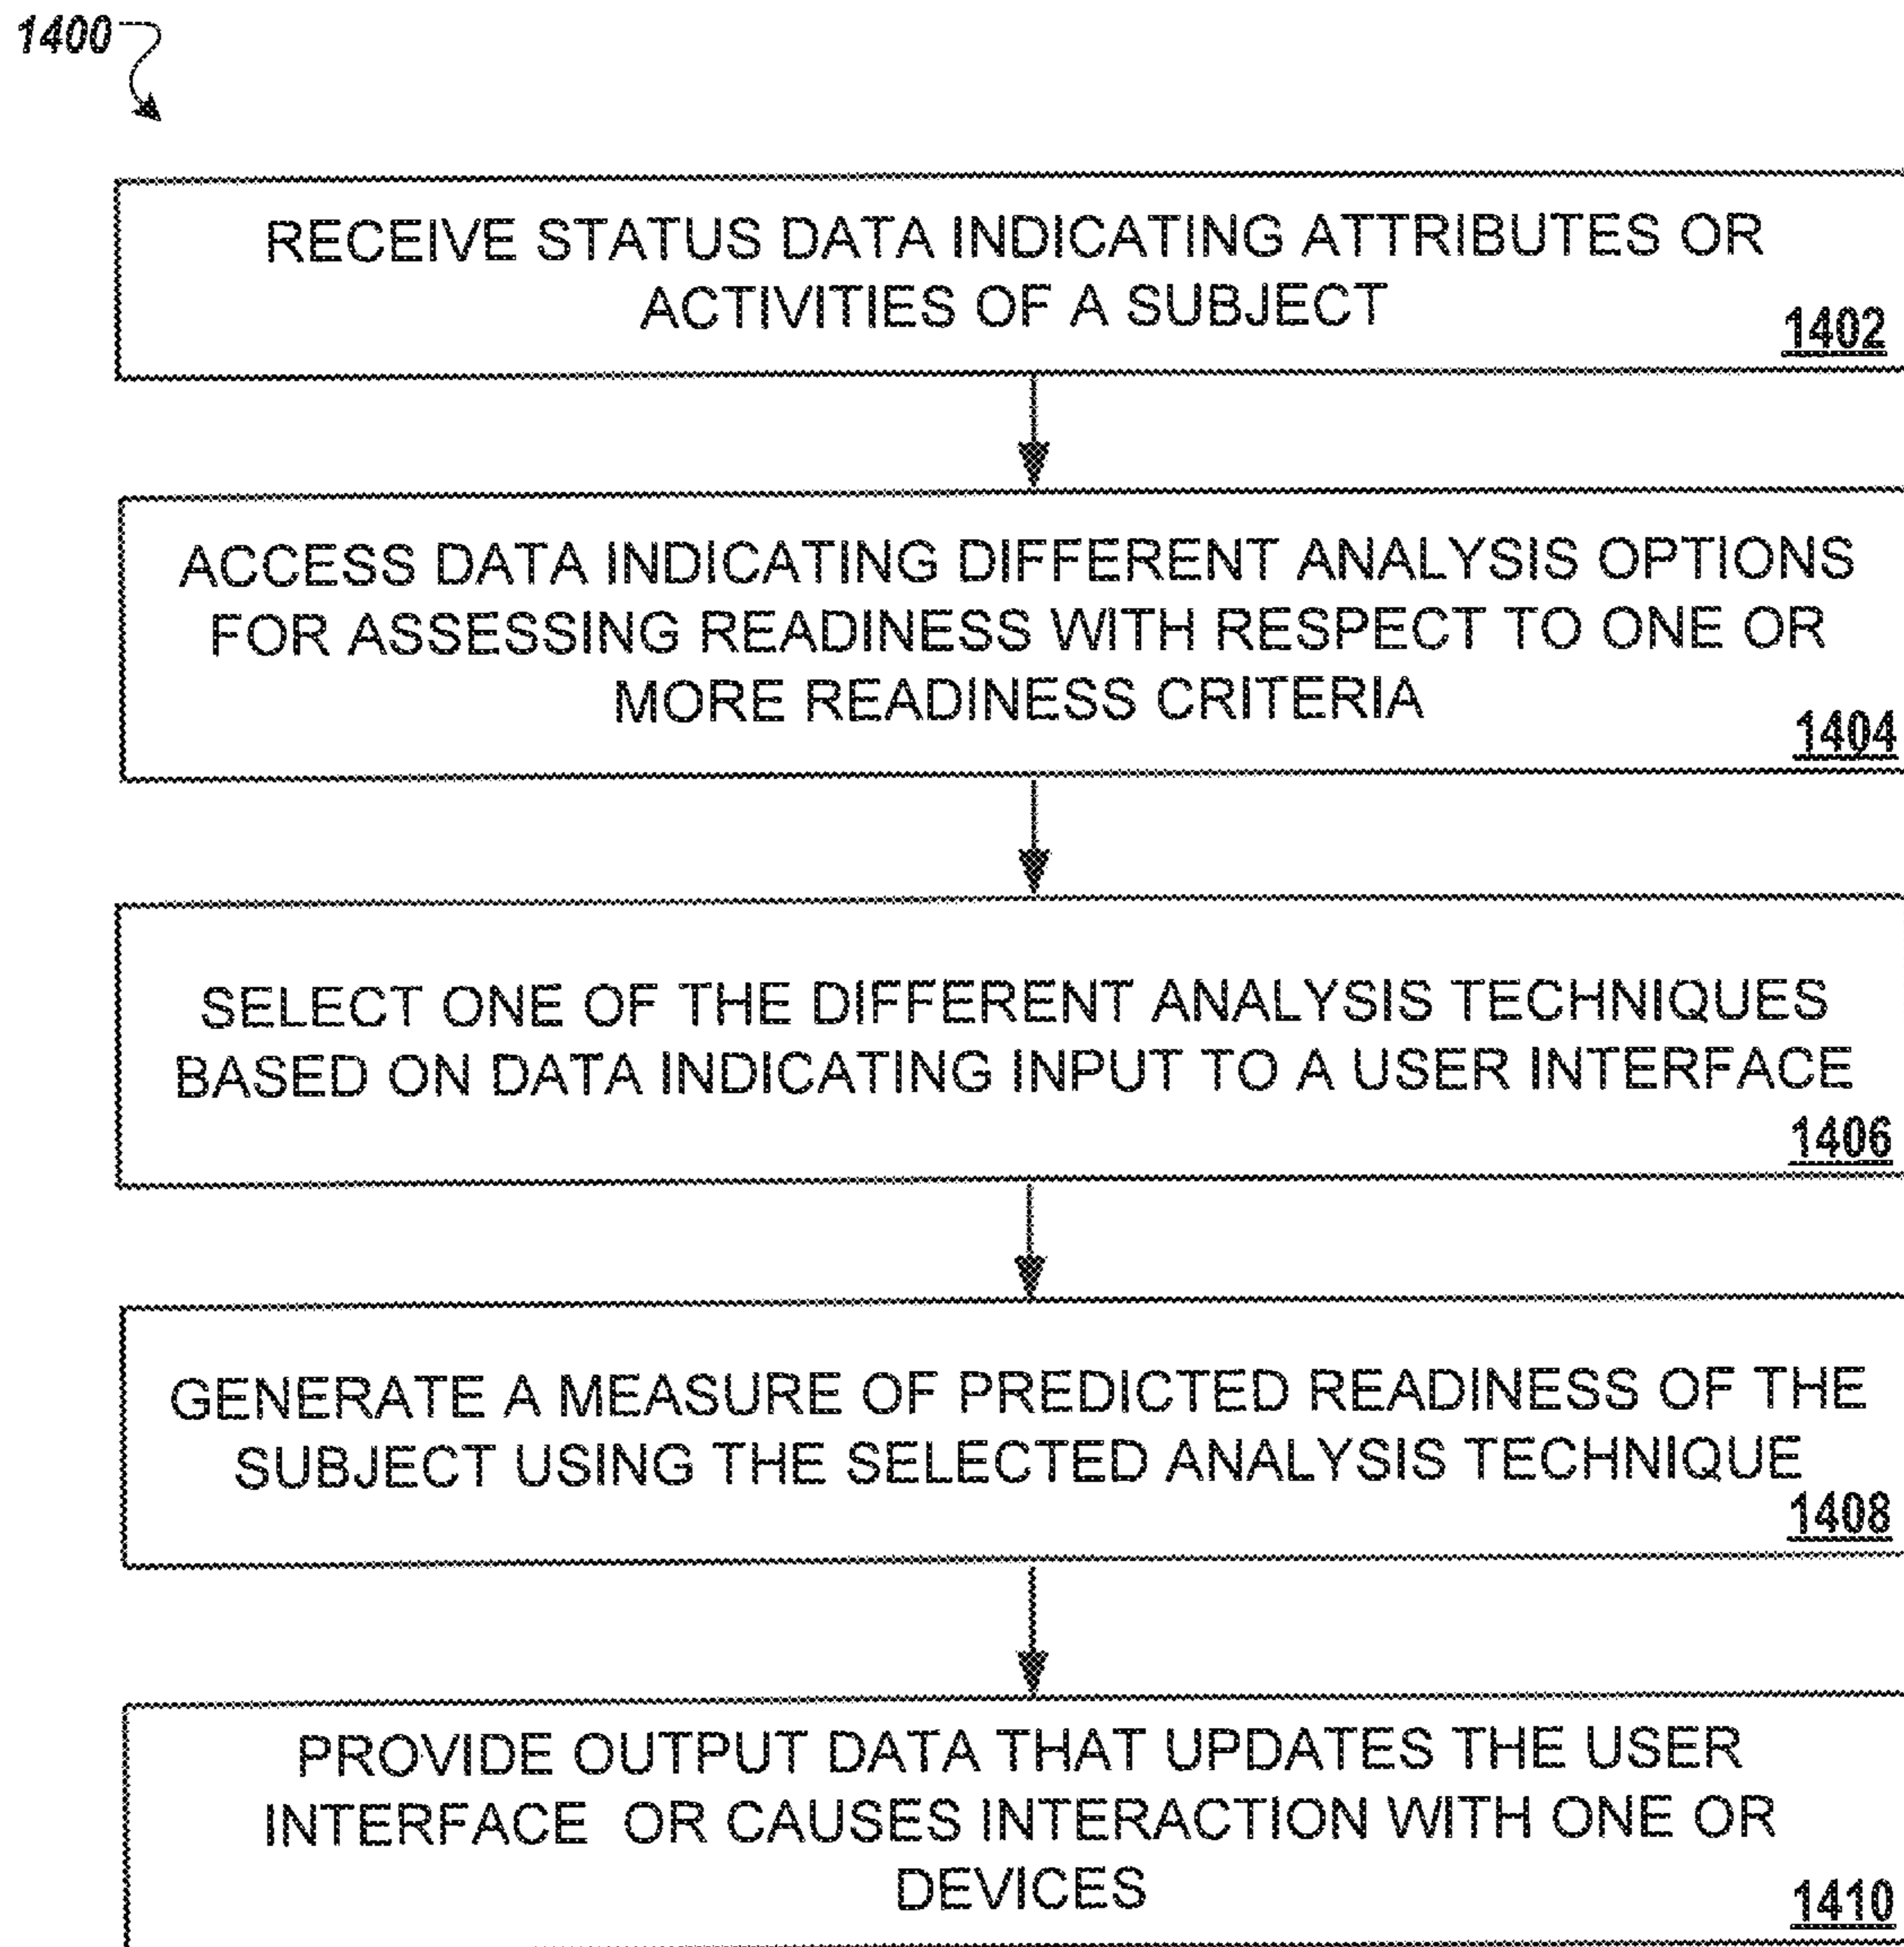 1400
RECEIVE STATUS DATA INDICATING ATTRIBUTES OR
ACTIVITIES OF A SUBJECT
1402
ACCESS DATA INDICATING DIFFERENT ANALYSIS OPTIONS
FOR ASSESSING READINESS WITH RESPECT TO ONE OR
MORE READINESS CRITERIA
1404
SELECT ONE OF THE DIFFERENT ANALYSIS TECHNIQUES
BASED ON DATA INDICATING INPUT TO A USER INTERFACE
1406
GENERATE A MEASURE OF PREDICTED READINESS OF THE
SUBJECT USING THE SELECTED ANALYSIS TECHNIQUE
1408
PROVIDE OUTPUT DATA THAT UPDATES THE USER
INTERFACE OR CAUSES INTERACTION WITH ONE OR
DEVICES
1410